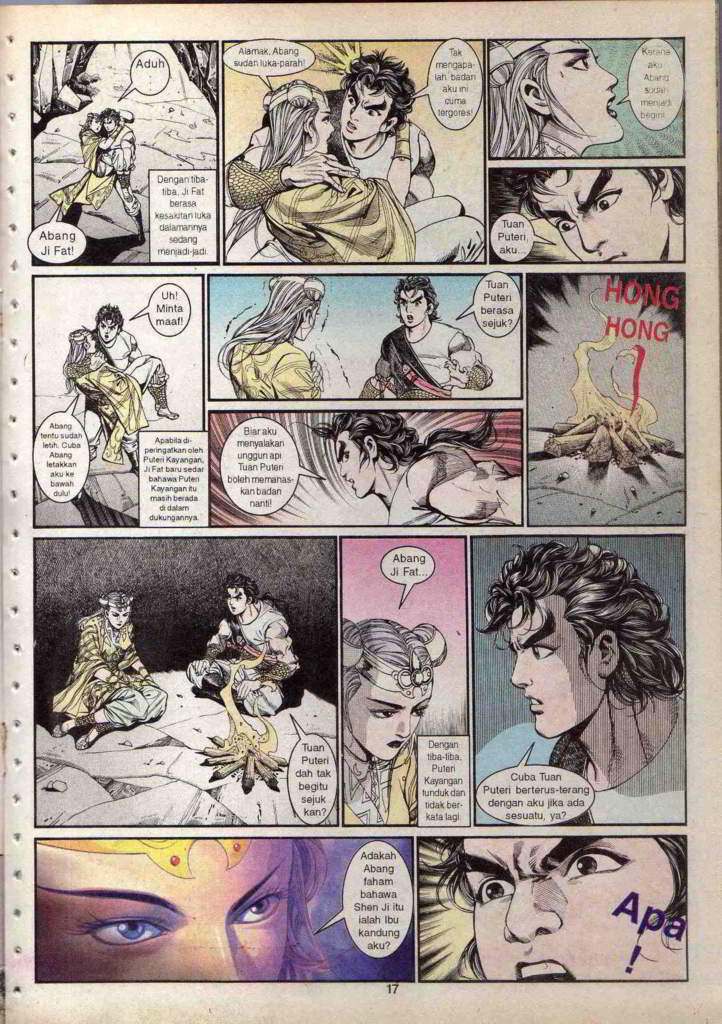 Aduh
Abang
Ji Fat!
Dengan tiba-
tiba, Ji Fat
berasa
kesakitan luka
dalamannya
sedang
menjadi-jadi.
Alamak, Abang
sudah luka-parah!
Tak
mengapa-
lah, badan
aku ini
cuma
tergores!
Kerana
aku
Abang
sudah
menjadi
begini.
Tuan
Puteri,
aku...
Uh!
Minta
maaf!
Abang
tentu sudah
letih. Cuba
Abang
letakkan
aku ke
bawah
dulu!
Apabila di-
peringatkan oleh
Puteri Kayangan,
Ji Fat baru sedar
bahawa Puteri
Kayangan itu
masih berada
di dalam
dukungannya.
Tuan
Puteri
berasa
sejuk?
Biar aku
menyalakan
unggun api
Tuan Puteri
boleh memanas-
kan badan
nanti!
HONG
HONG
!
Tuan
Puteri
dah tak
begitu
sejuk
kan?
Abang
Ji Fat...
Dengan
tiba-tiba,
Puteri
Kayangan
tunduk dan
tidak ber-
kata lagi.
Cuba Tuan
Puteri berterus-terang
dengan aku jika ada
sesuatu, ya?
Adakah
Abang
faham
bahawa
Shen Ji itu
ialah Ibu
kandung
aku?
Apa
!
17